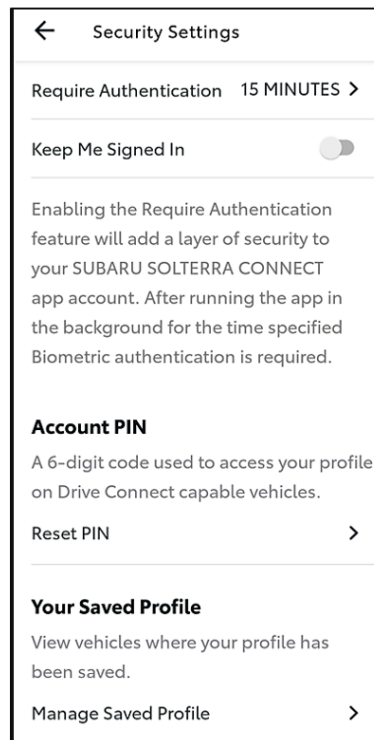 Security Settings
Require Authentication 15 MINUTES
Keep Me Signed In
Enabling the Require Authentication
feature will add a layer of security to
your SUBARU SOLTERRA CONNECT
app account. After running the app in
the background for the time specified
Biometric authentication is required.
Account PIN
A 6-digit code used to access your profile
on Drive Connect capable vehicles.
Reset PIN
Your Saved Profile
View vehicles where your profile has
been saved.
Manage Saved Profile